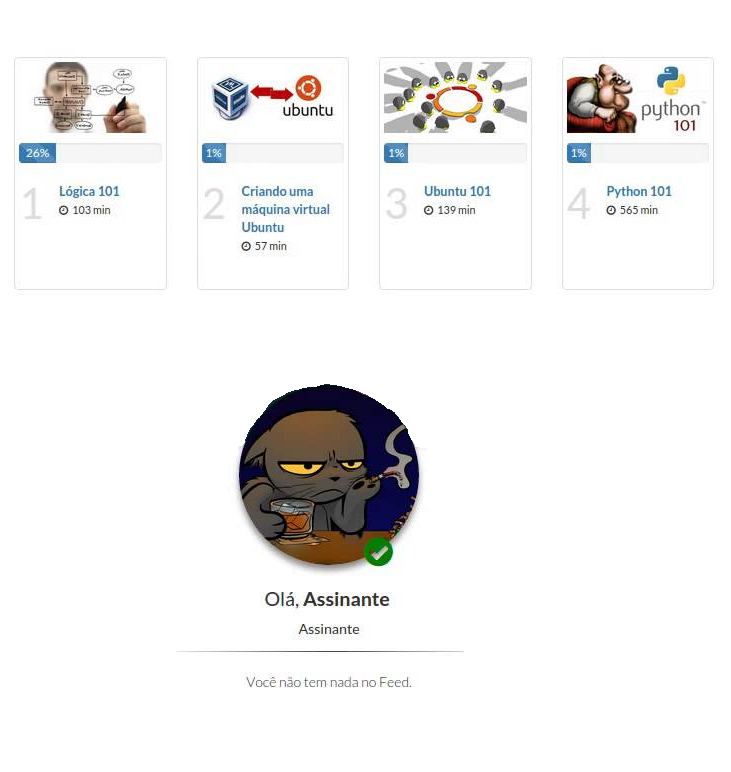 ubuntu
python
101
26%
1%
1%
1%
1 Lógica 101
103 min
2 Criando uma
máquina virtual
Ubuntu
57 min
3 Ubuntu 101
139 min
4 Python 101
565 min
Olá, Assinante
Assinante
Você não tem nada no Feed.